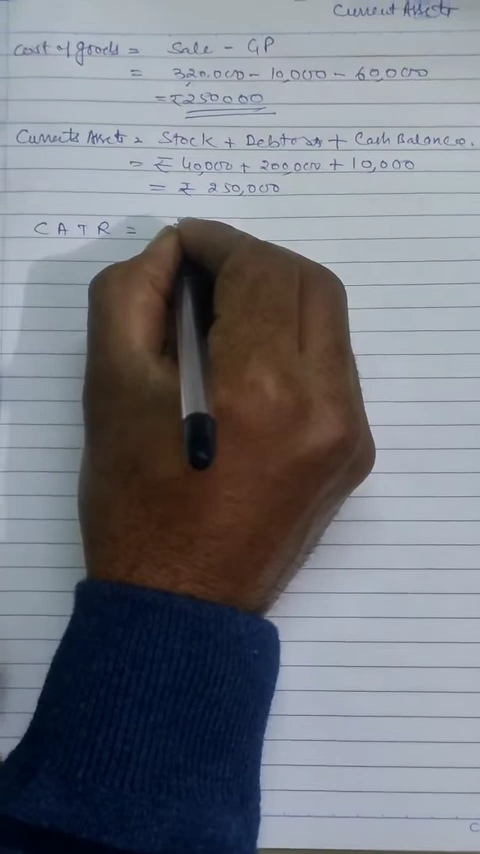 Current Assets
Cost of goods = Sale - GP
= 320,000 - 10,000 - 60,000
= ₹250000
Currents Asset = Stock + Debtors + Cash Balance.
= ₹ 40,000 + 200,000 + 10,000
= ₹ 250,000
C A T R =